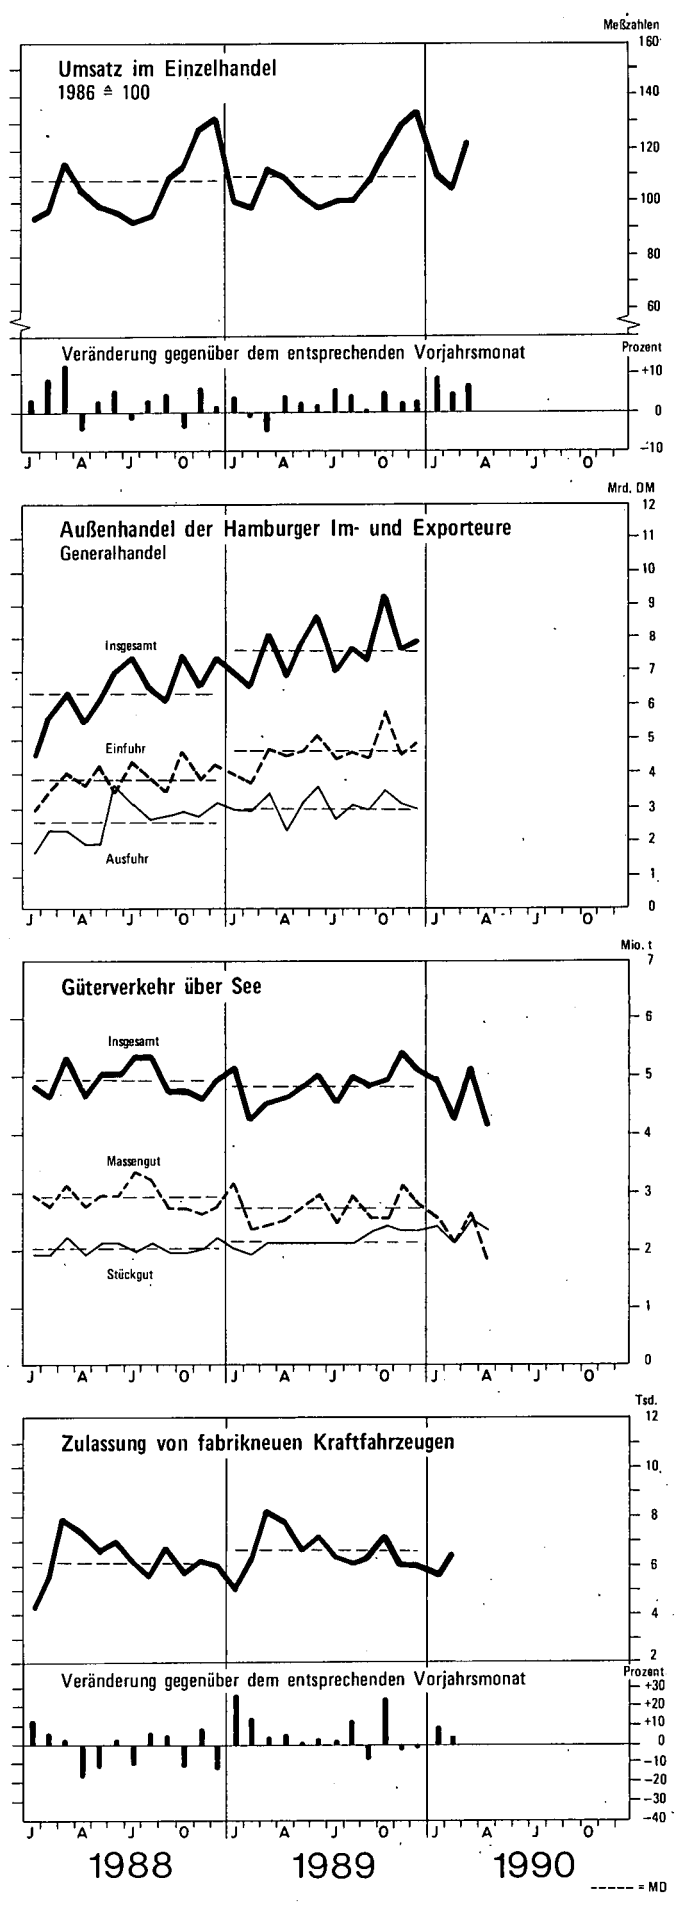 Meßzahlen
Umsatz im Einzelhandel
1986 ≙ 100
160
140
120
100
80
60
Veränderung gegenüber dem entsprechenden Vorjahrsmonat
Prozent
+10
0
-10
J A J O J A J O J A J O
Mrd. DM
Außenhandel der Hamburger Im- und Exporteure
Generalhandel
12
11
10
9
8
7
6
5
4
3
2
1
0
Insgesamt
Einfuhr
Ausfuhr
J A J O J A J O J A J O
Mio. t
Güterverkehr über See
7
6
5
4
3
2
1
0
Insgesamt
Massengut
Stückgut
J A J O J A J O J A J O
Tsd.
Zulassung von fabrikneuen Kraftfahrzeugen
12
10
8
6
4
2
Veränderung gegenüber dem entsprechenden Vorjahrsmonat
Prozent
+30
+20
+10
0
-10
-20
-30
-40
J A J O J A J O J A J O
1988 1989 1990
----- = MD